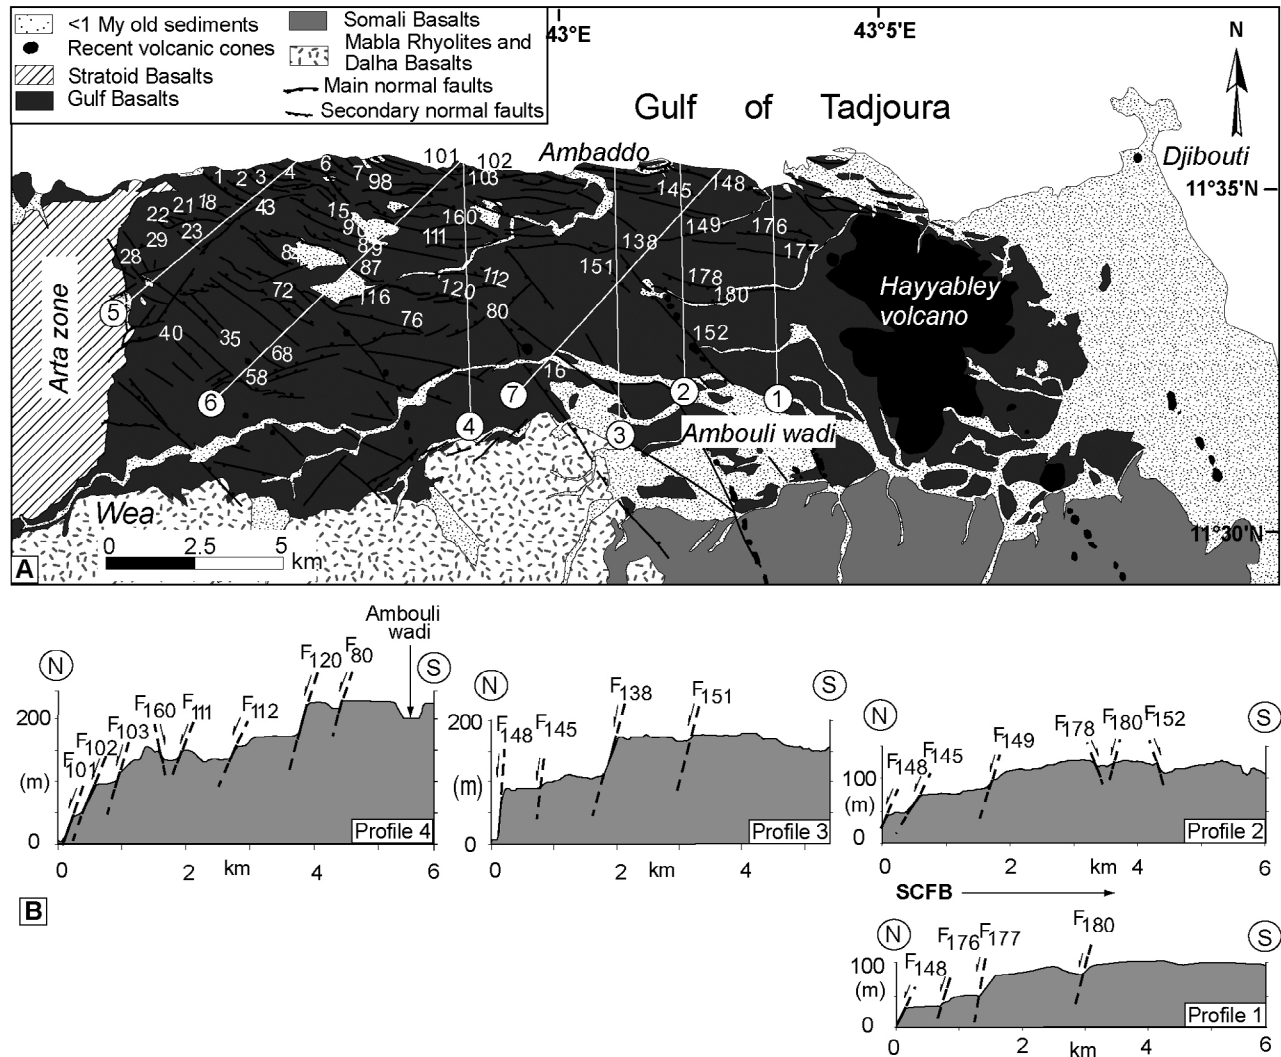 <1 My old sediments
Recent volcanic cones
Stratoid Basalts
Gulf Basalts
Somali Basalts
Mabla Rhyolites and
Dalha Basalts
Main normal faults
Secondary normal faults
43°E
43°5'E
N
Gulf of Tadjoura
Ambaddo
Djibouti
11°35'N
101
102
103
1
2
3
4
6
7
98
145
148
21
18
22
43
15
160
149
176
29
23
111
138
177
28
87
151
112
72
116
120
178
180
5
40
35
76
80
152
68
58
16
Hayyabley
volcano
Arta zone
6
7
4
3
2
1
Ambouli wadi
Wea
11°30'N
0 2.5 5
km
A
Ambouli
wadi
N
S
F120
F80
F160
F111
F112
F103
F102
F101
200
(m)
0
Profile 4
0 2 4 6
km
N
S
F138
F151
F148
F145
200
(m)
0
Profile 3
0 2 4
km
N
S
F178
F180
F152
F149
F145
F148
100
(m)
0
Profile 2
0 2 4 6
km
SCFB
B
N
S
F176
F177
F180
F148
100
(m)
0
Profile 1
0 2 4 6
km